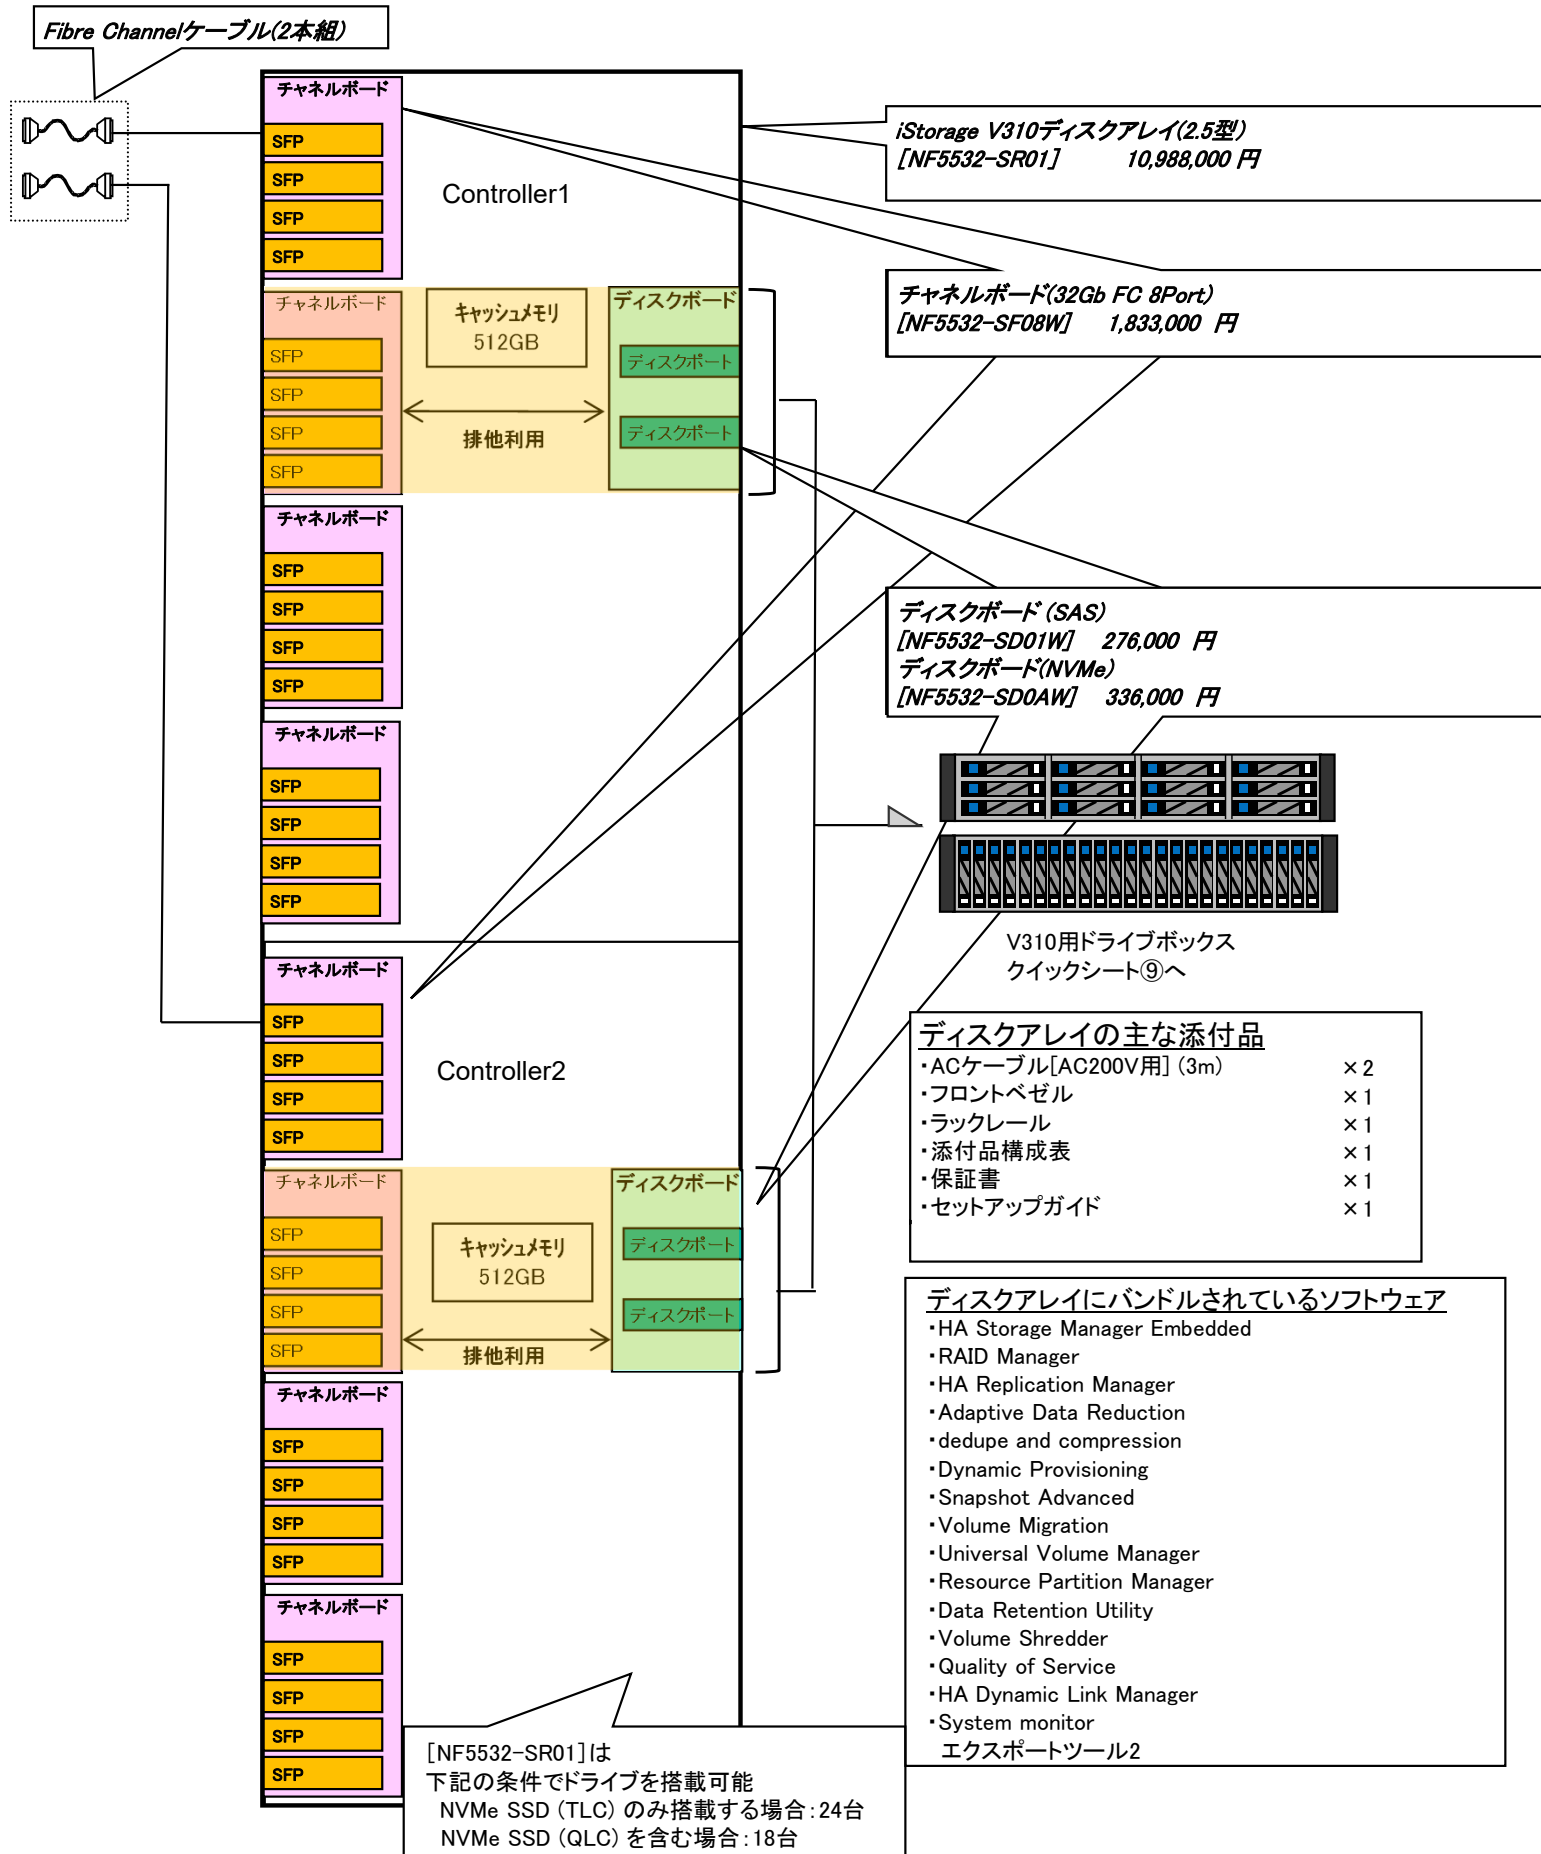 Fibre Channelケーブル(2本組)
チャネルボード
SFP
SFP
SFP
SFP
Controller1
iStorage V310ディスクアレイ(2.5型)
[NF5532-SR01] 10,988,000 円
チャネルボード(32Gb FC 8Port)
[NF5532-SF08W] 1,833,000 円
チャネルボード
SFP
SFP
SFP
SFP
キャッシュメモリ
512GB
排他利用
ディスクボード
ディスクポート
ディスクポート
チャネルボード
SFP
SFP
SFP
SFP
ディスクボード (SAS)
[NF5532-SD01W] 276,000 円
ディスクボード(NVMe)
[NF5532-SD0AW] 336,000 円
チャネルボード
SFP
SFP
SFP
SFP
V310用ドライブボックス
クイックシート⑨へ
チャネルボード
SFP
SFP
SFP
SFP
Controller2
ディスクアレイの主な添付品
・ACケーブル[AC200V用] (3m) ×2
・フロントベゼル ×1
・ラックレール ×1
・添付品構成表 ×1
・保証書 ×1
・セットアップガイド ×1
チャネルボード
SFP
SFP
SFP
SFP
キャッシュメモリ
512GB
排他利用
ディスクボード
ディスクポート
ディスクポート
ディスクアレイにバンドルされているソフトウェア
・HA Storage Manager Embedded
・RAID Manager
・HA Replication Manager
・Adaptive Data Reduction
・dedupe and compression
・Dynamic Provisioning
・Snapshot Advanced
・Volume Migration
・Universal Volume Manager
・Resource Partition Manager
・Data Retention Utility
・Volume Shredder
・Quality of Service
・HA Dynamic Link Manager
・System monitor
エクスポートツール2
チャネルボード
SFP
SFP
SFP
SFP
チャネルボード
SFP
SFP
SFP
SFP
[NF5532-SR01]は
下記の条件でドライブを搭載可能
NVMe SSD (TLC) のみ搭載する場合:24台
NVMe SSD (QLC) を含む場合:18台